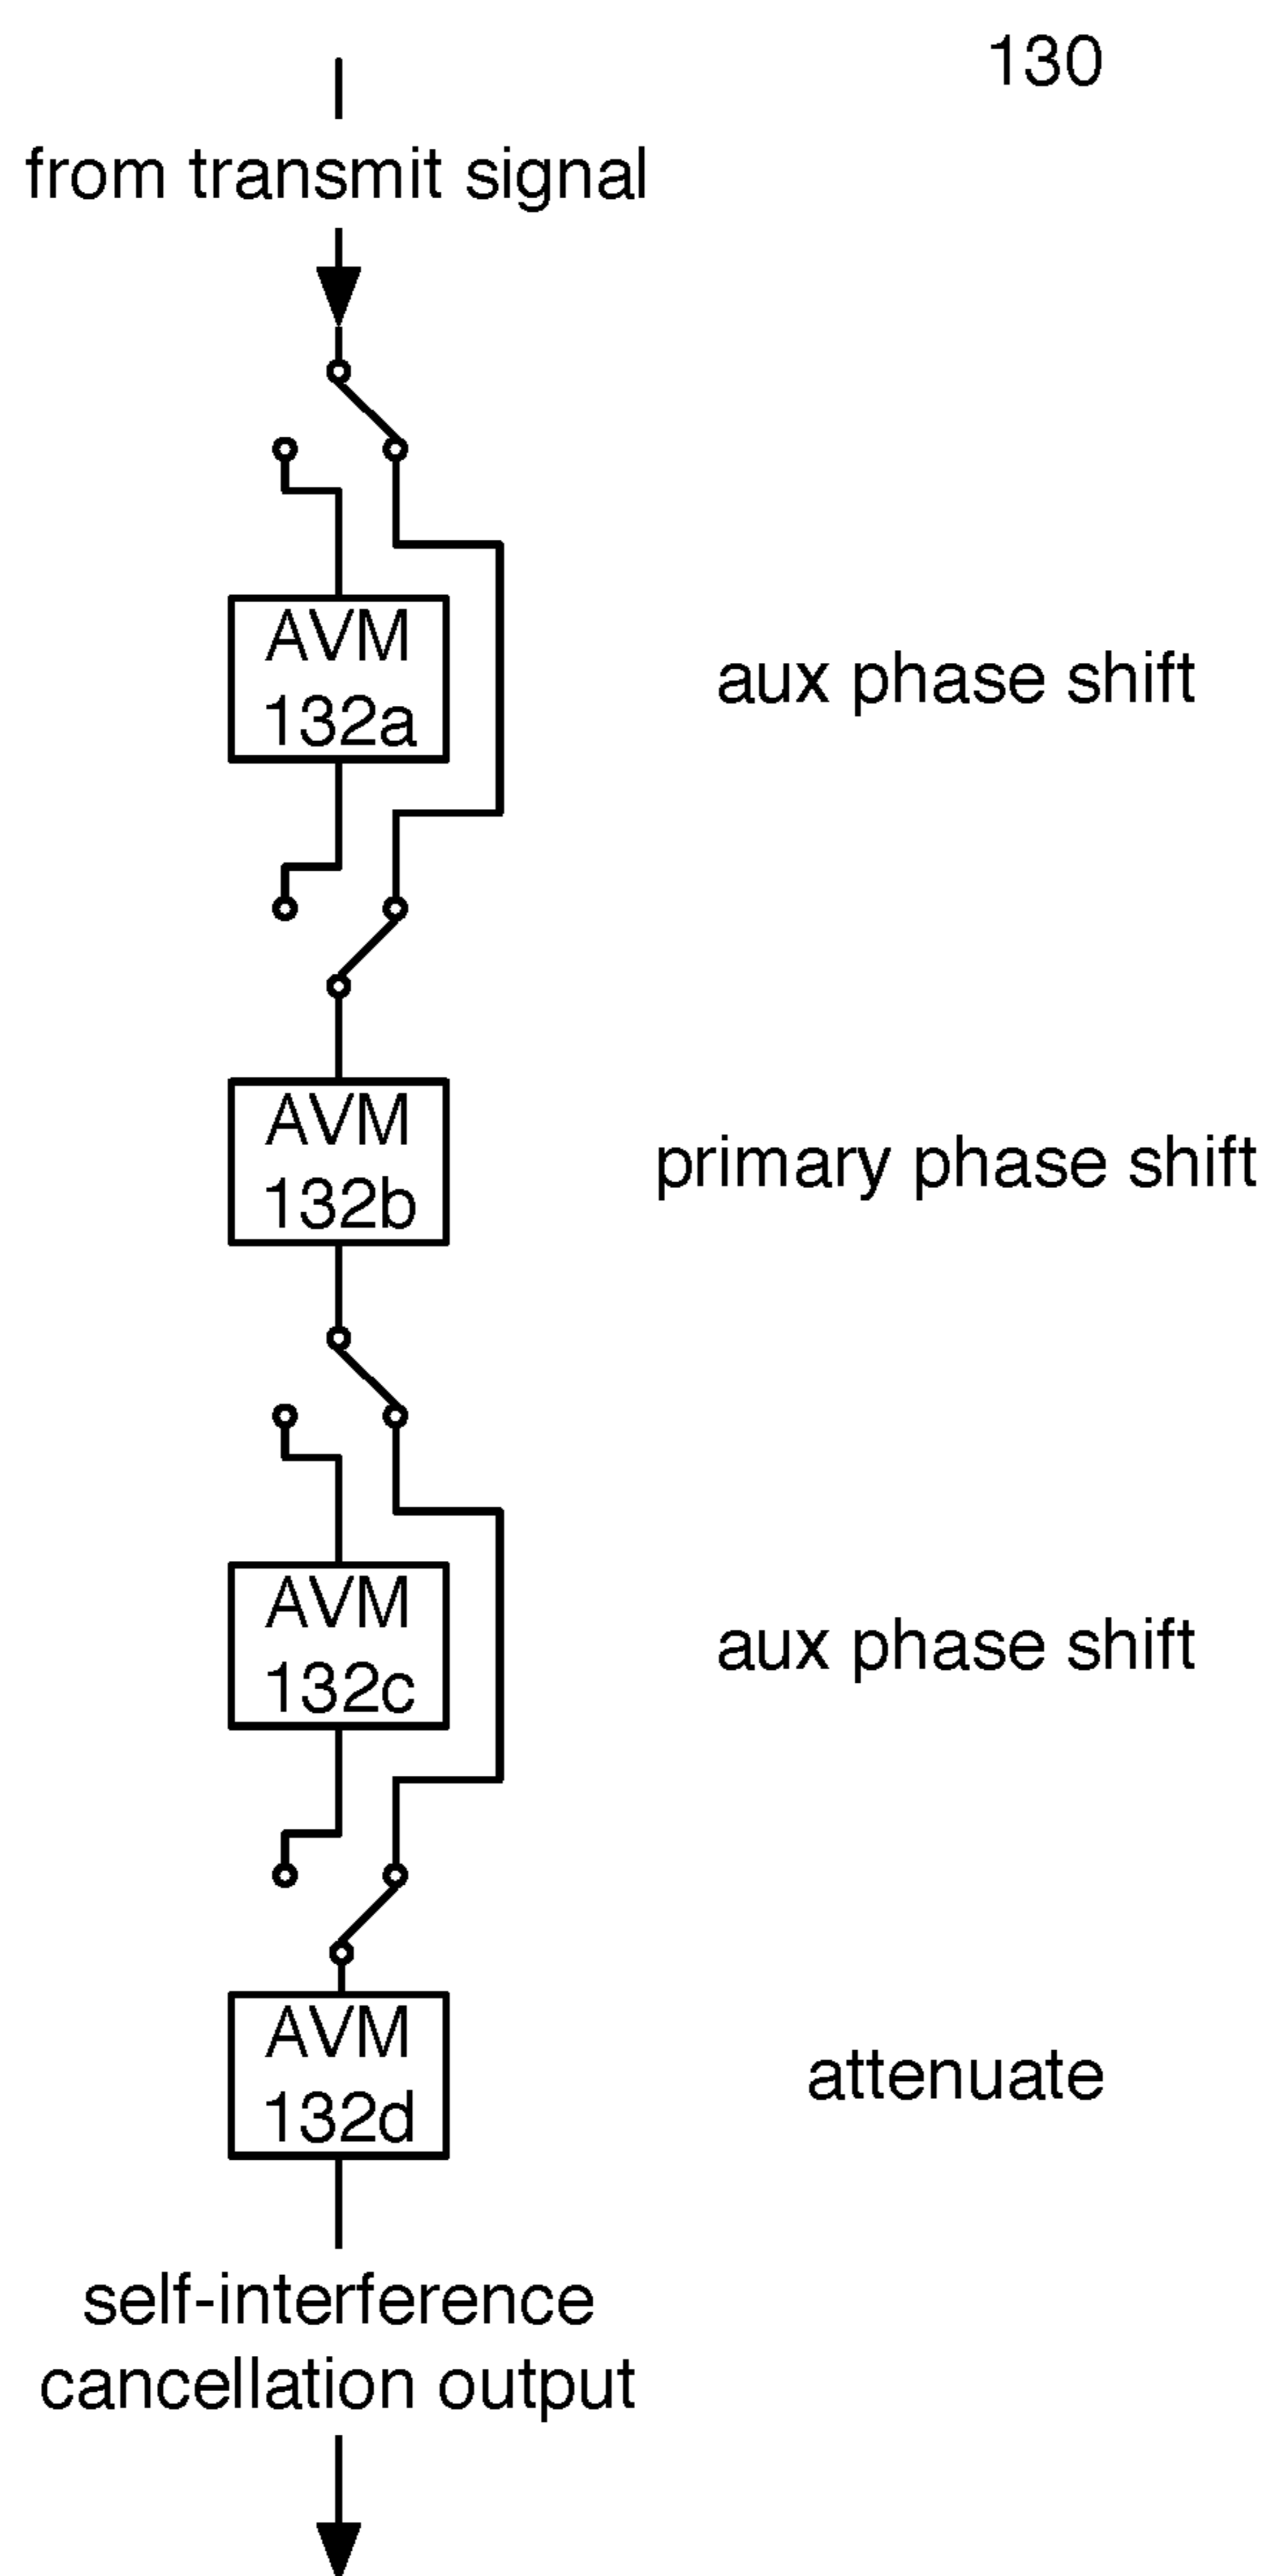 130
from transmit signal
AVM
132a
aux phase shift
AVM
132b
primary phase shift
AVM
132c
aux phase shift
AVM
132d
attenuate
self-interference
cancellation output